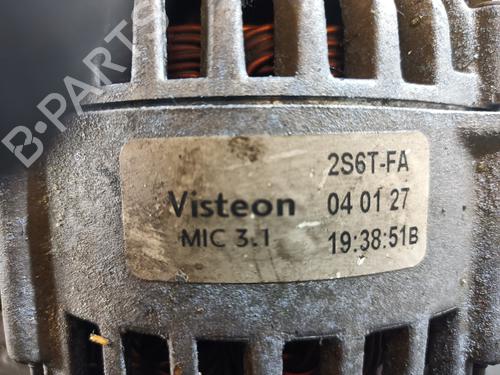 B-PARTS
2S6T-FA
Visteon 04 01 27
MIC 3.1 19:38:51B